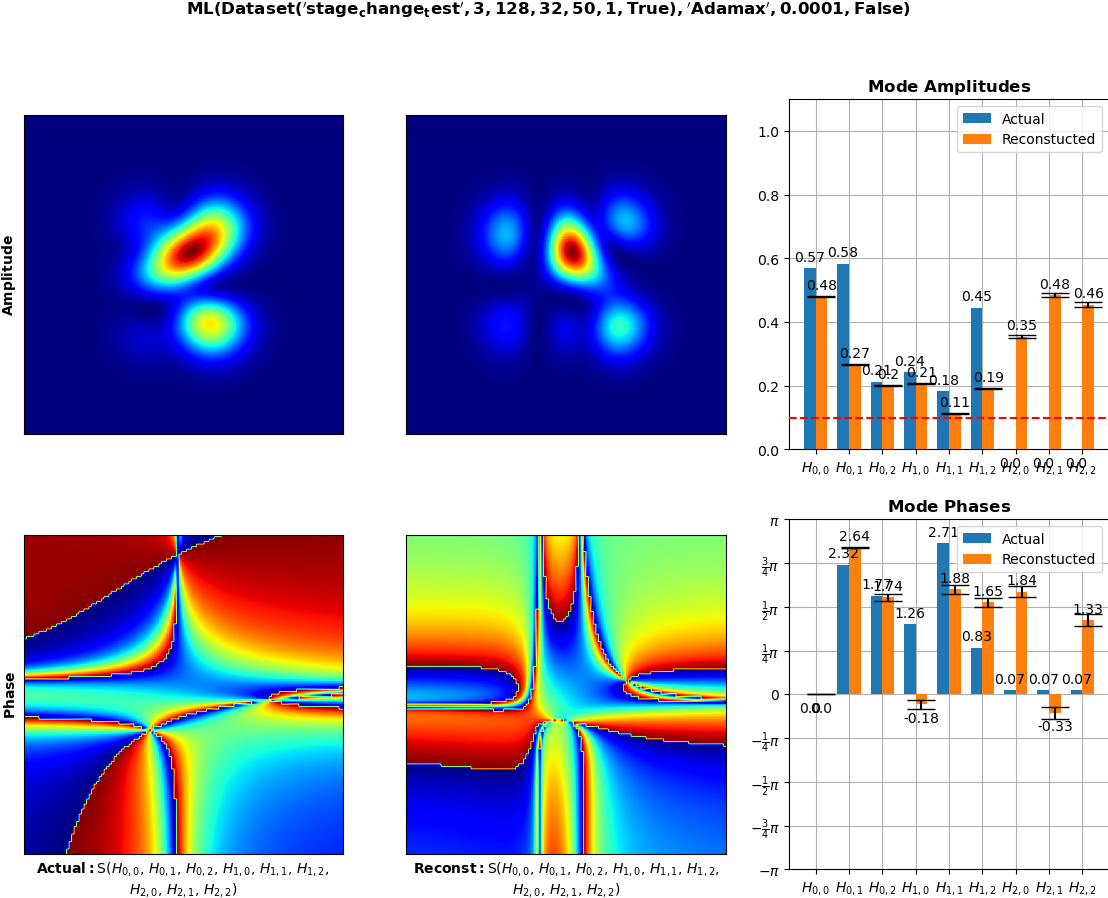 ML(Dataset('stage_change_test', 3, 128, 32, 50, 1, True), 'Adamax', 0.0001, False)
Amplitude
Mode Amplitudes
Actual
Reconstucted
1.0
0.8
0.6
0.4
0.2
0.0
0.57 0.58 0.21 0.24 0.18 0.45 0.0 0.0 0.0
0.48 0.27 0.2 0.21 0.11 0.19 0.35 0.48 0.46
H0,0 H0,1 H0,2 H1,0 H1,1 H1,2 H2,0 H2,1 H2,2
Phase
Actual: S(H0,0, H0,1, H0,2, H1,0, H1,1, H1,2,
H2,0, H2,1, H2,2)
Reconst: S(H0,0, H0,1, H0,2, H1,0, H1,1, H1,2,
H2,0, H2,1, H2,2)
Mode Phases
Actual
Reconstucted
π
3/4π
1/2π
1/4π
0
−1/4π
−1/2π
−3/4π
−π
0.0 2.32 1.77 1.26 2.71 0.83 0.07 0.07 0.07
0.0 2.64 1.74 -0.18 1.88 1.65 1.84 -0.33 1.33
H0,0 H0,1 H0,2 H1,0 H1,1 H1,2 H2,0 H2,1 H2,2